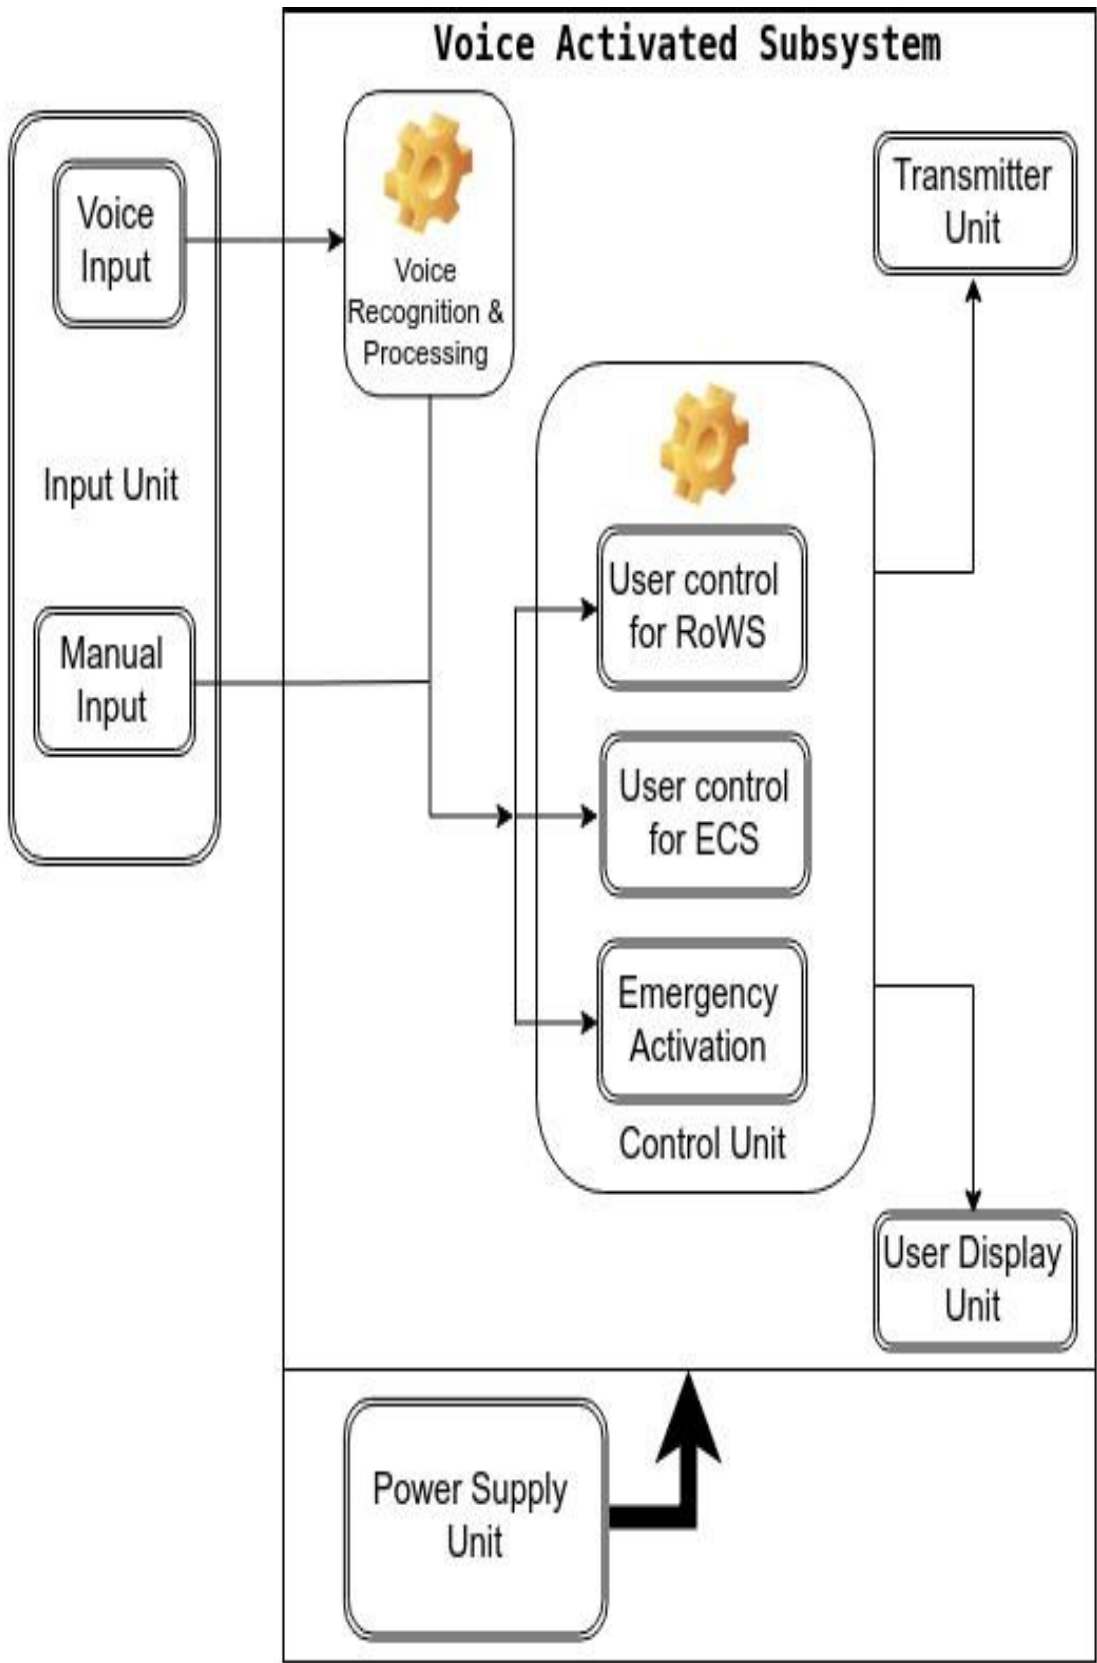 Voice Activated Subsystem
Voice
Input
Input Unit
Manual
Input
Voice
Recognition &
Processing
User control
for RoWS
User control
for ECS
Emergency
Activation
Control Unit
Transmitter
Unit
User Display
Unit
Power Supply
Unit